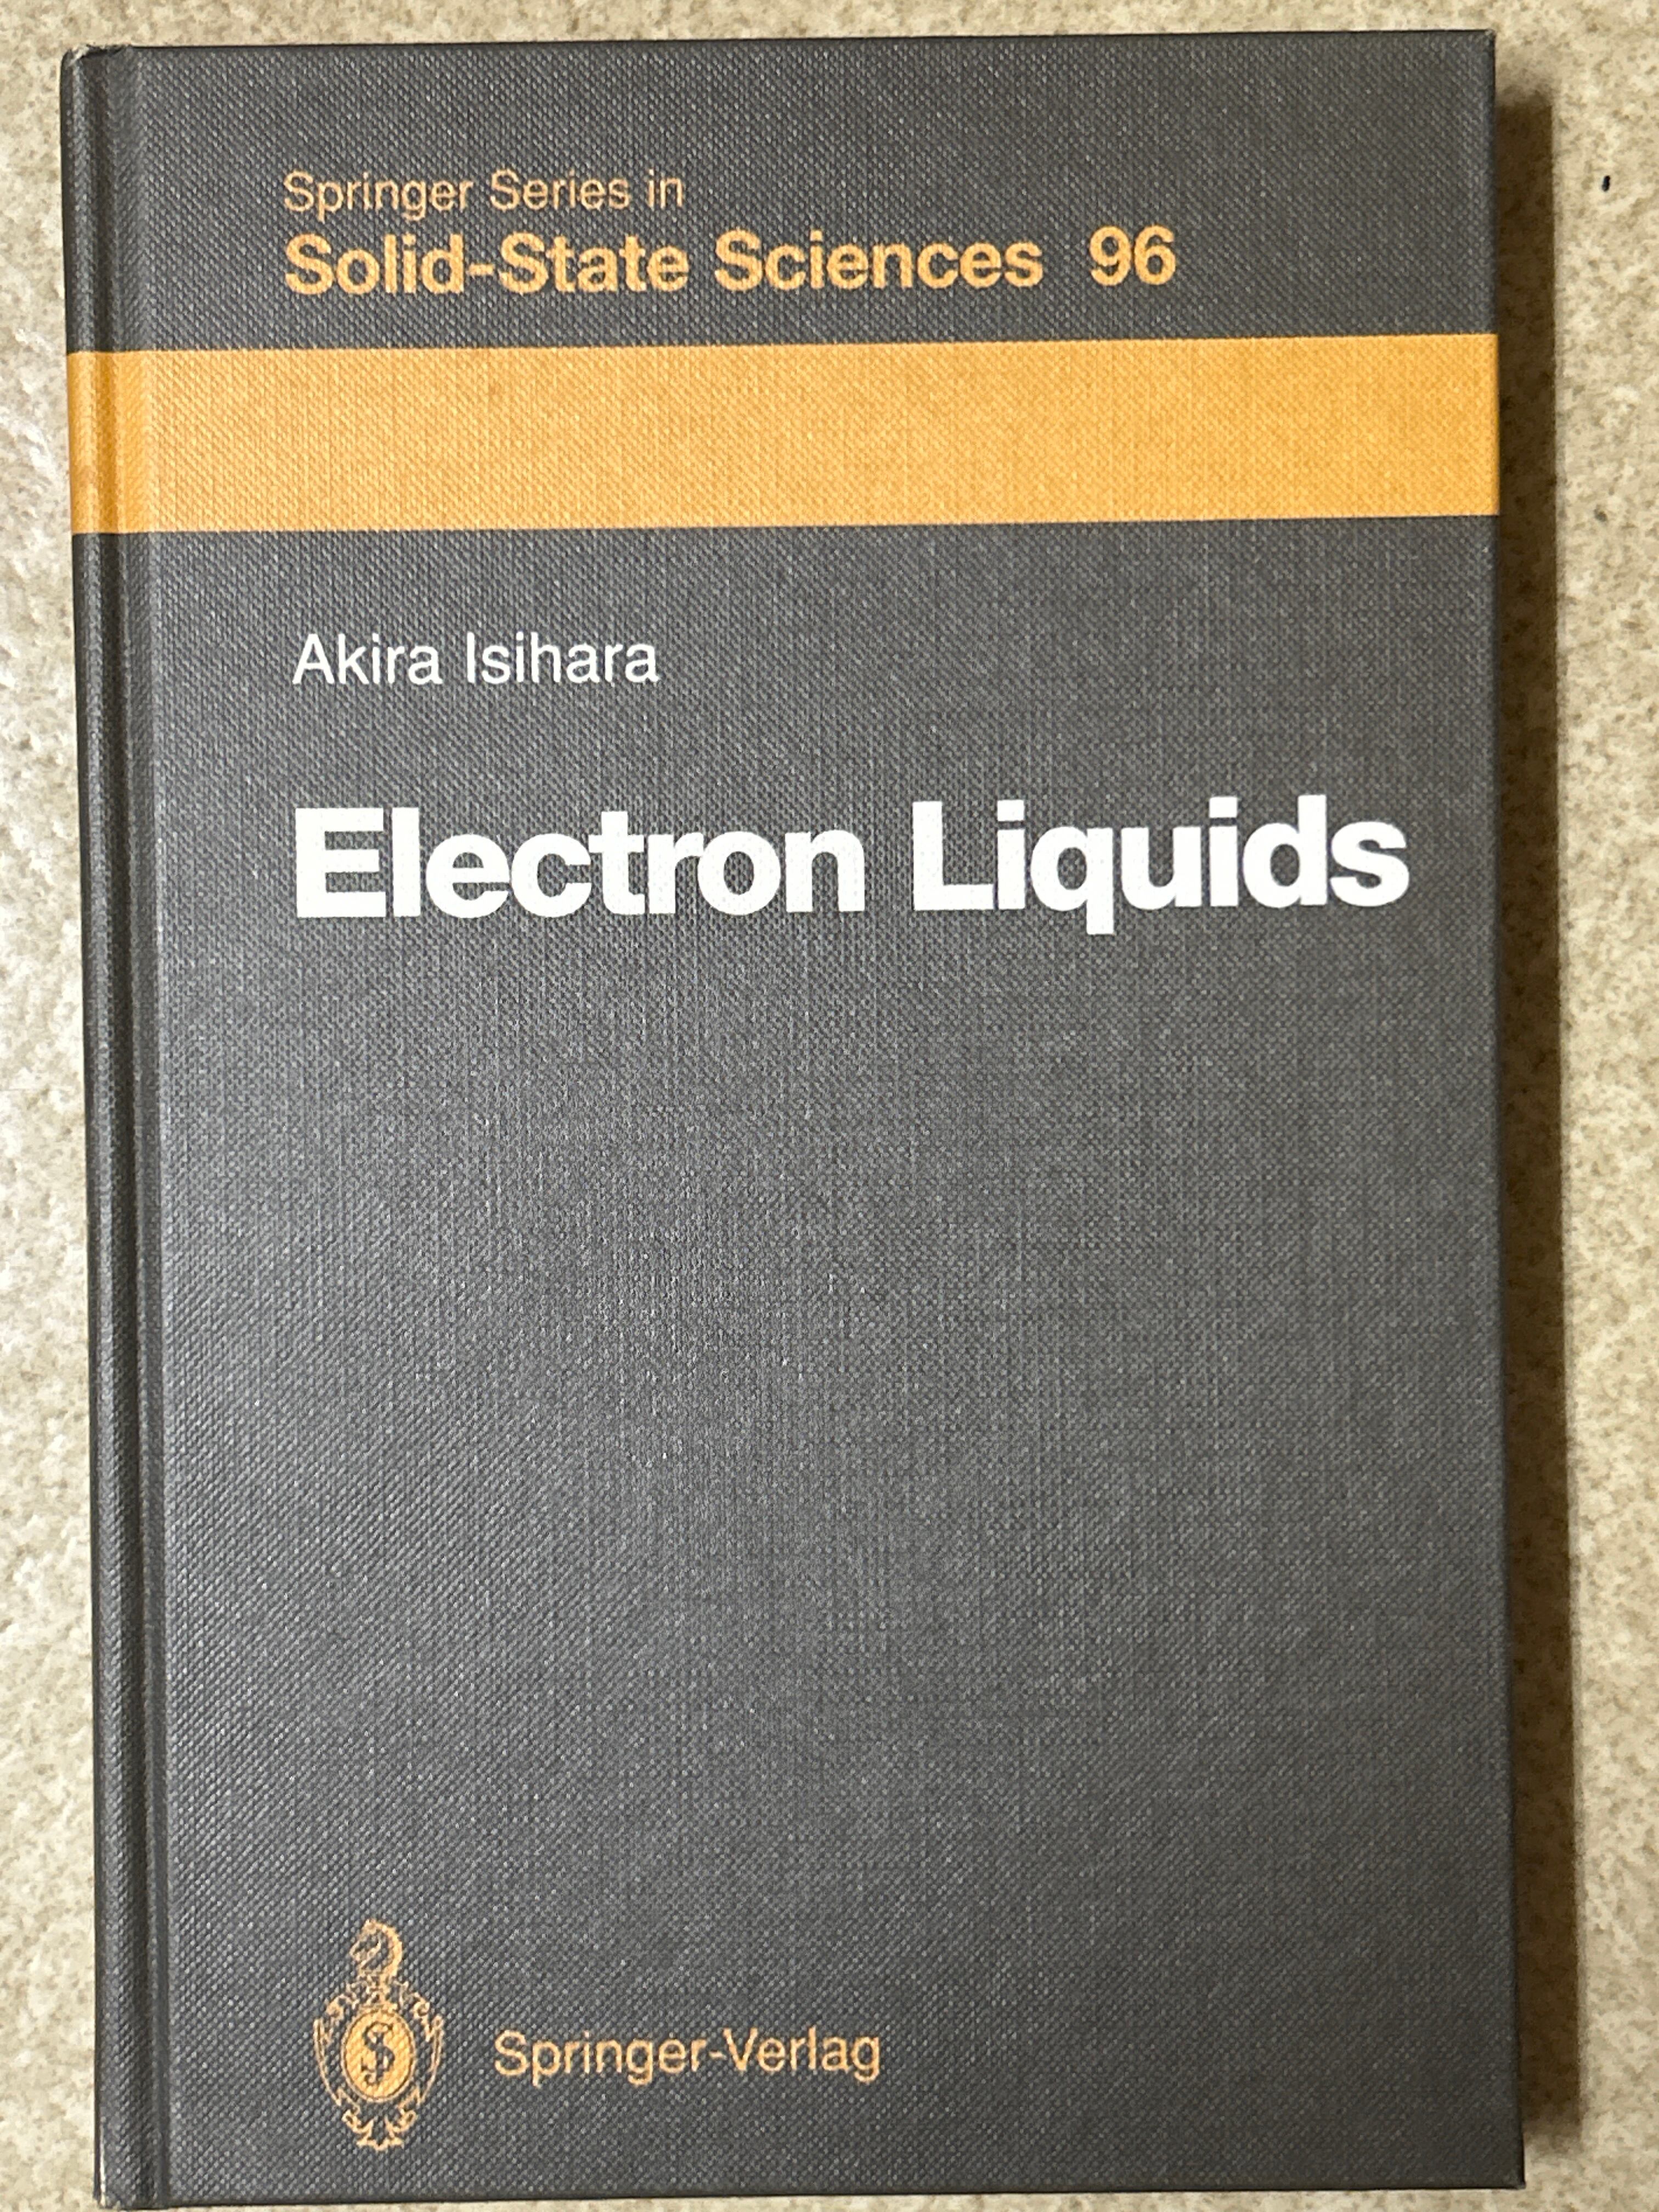 Springer Series in
Solid-State Sciences 96
Akira Isihara
Electron Liquids
Springer-Verlag